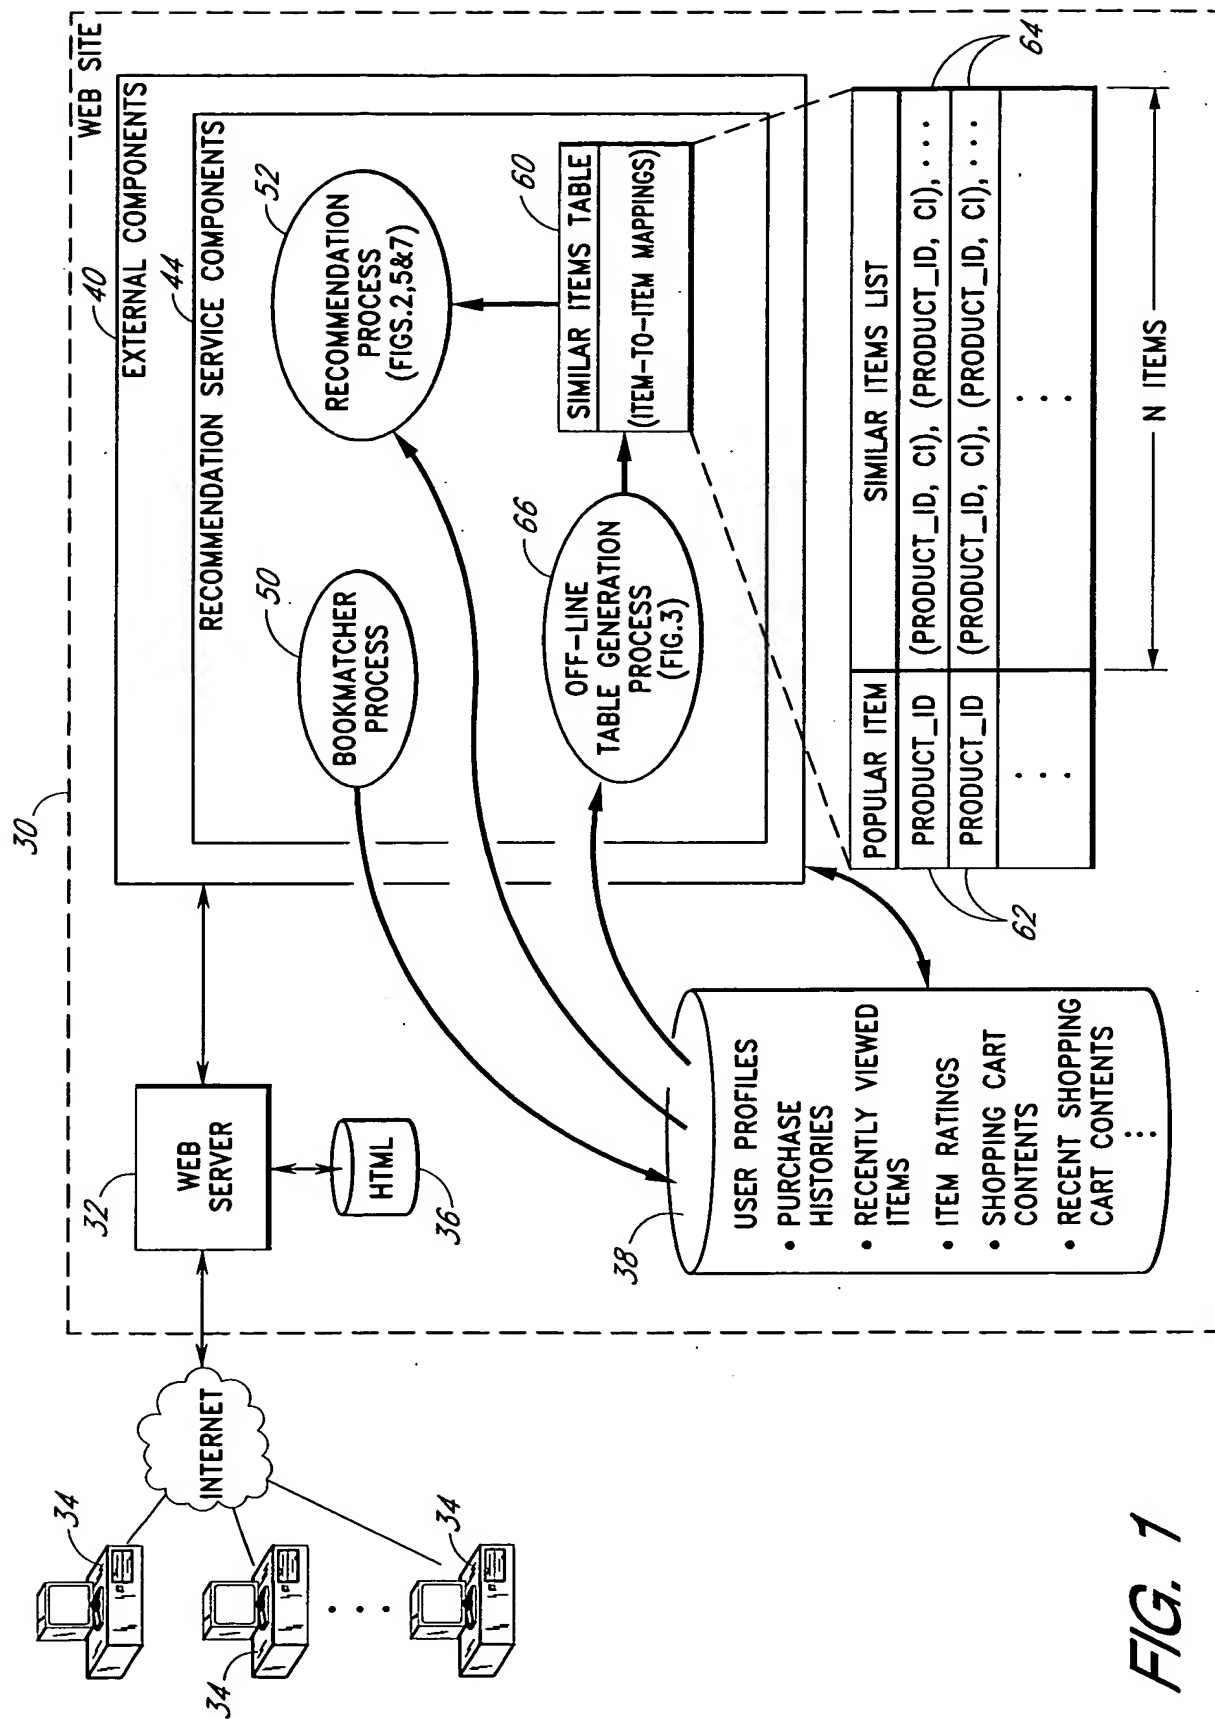 30
WEB SITE
40
EXTERNAL COMPONENTS
44
RECOMMENDATION SERVICE COMPONENTS
50
BOOKMATCHER
PROCESS
52
RECOMMENDATION
PROCESS
(FIGS.2,5&7)
66
OFF-LINE
TABLE GENERATION
PROCESS
(FIG.3)
60
SIMILAR ITEMS TABLE
(ITEM-TO-ITEM MAPPINGS)
34
34
34
INTERNET
32
WEB
SERVER
HTML
36
38
USER PROFILES
• PURCHASE
HISTORIES
• RECENTLY VIEWED
ITEMS
• ITEM RATINGS
• SHOPPING CART
CONTENTS
• RECENT SHOPPING
CART CONTENTS
POPULAR ITEM
SIMILAR ITEMS LIST
PRODUCT_ID
(PRODUCT_ID, CI), (PRODUCT_ID, CI), ...
PRODUCT_ID
(PRODUCT_ID, CI), (PRODUCT_ID, CI), ...
62
64
N ITEMS
FIG. 1